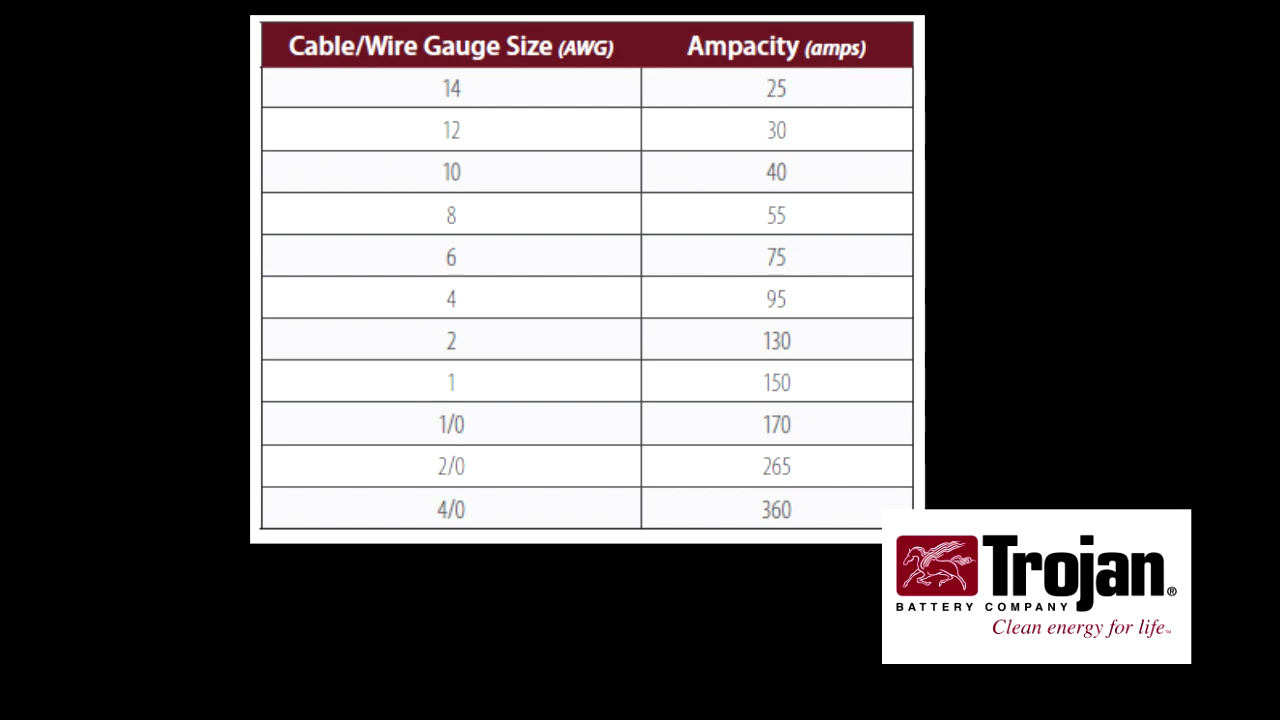 Cable/Wire Gauge Size (AWG) Ampacity (amps)
14 25
12 30
10 40
8 55
6 75
4 95
2 130
1 150
1/0 170
2/0 265
4/0 360
Trojan®
BATTERY COMPANY
Clean energy for life™